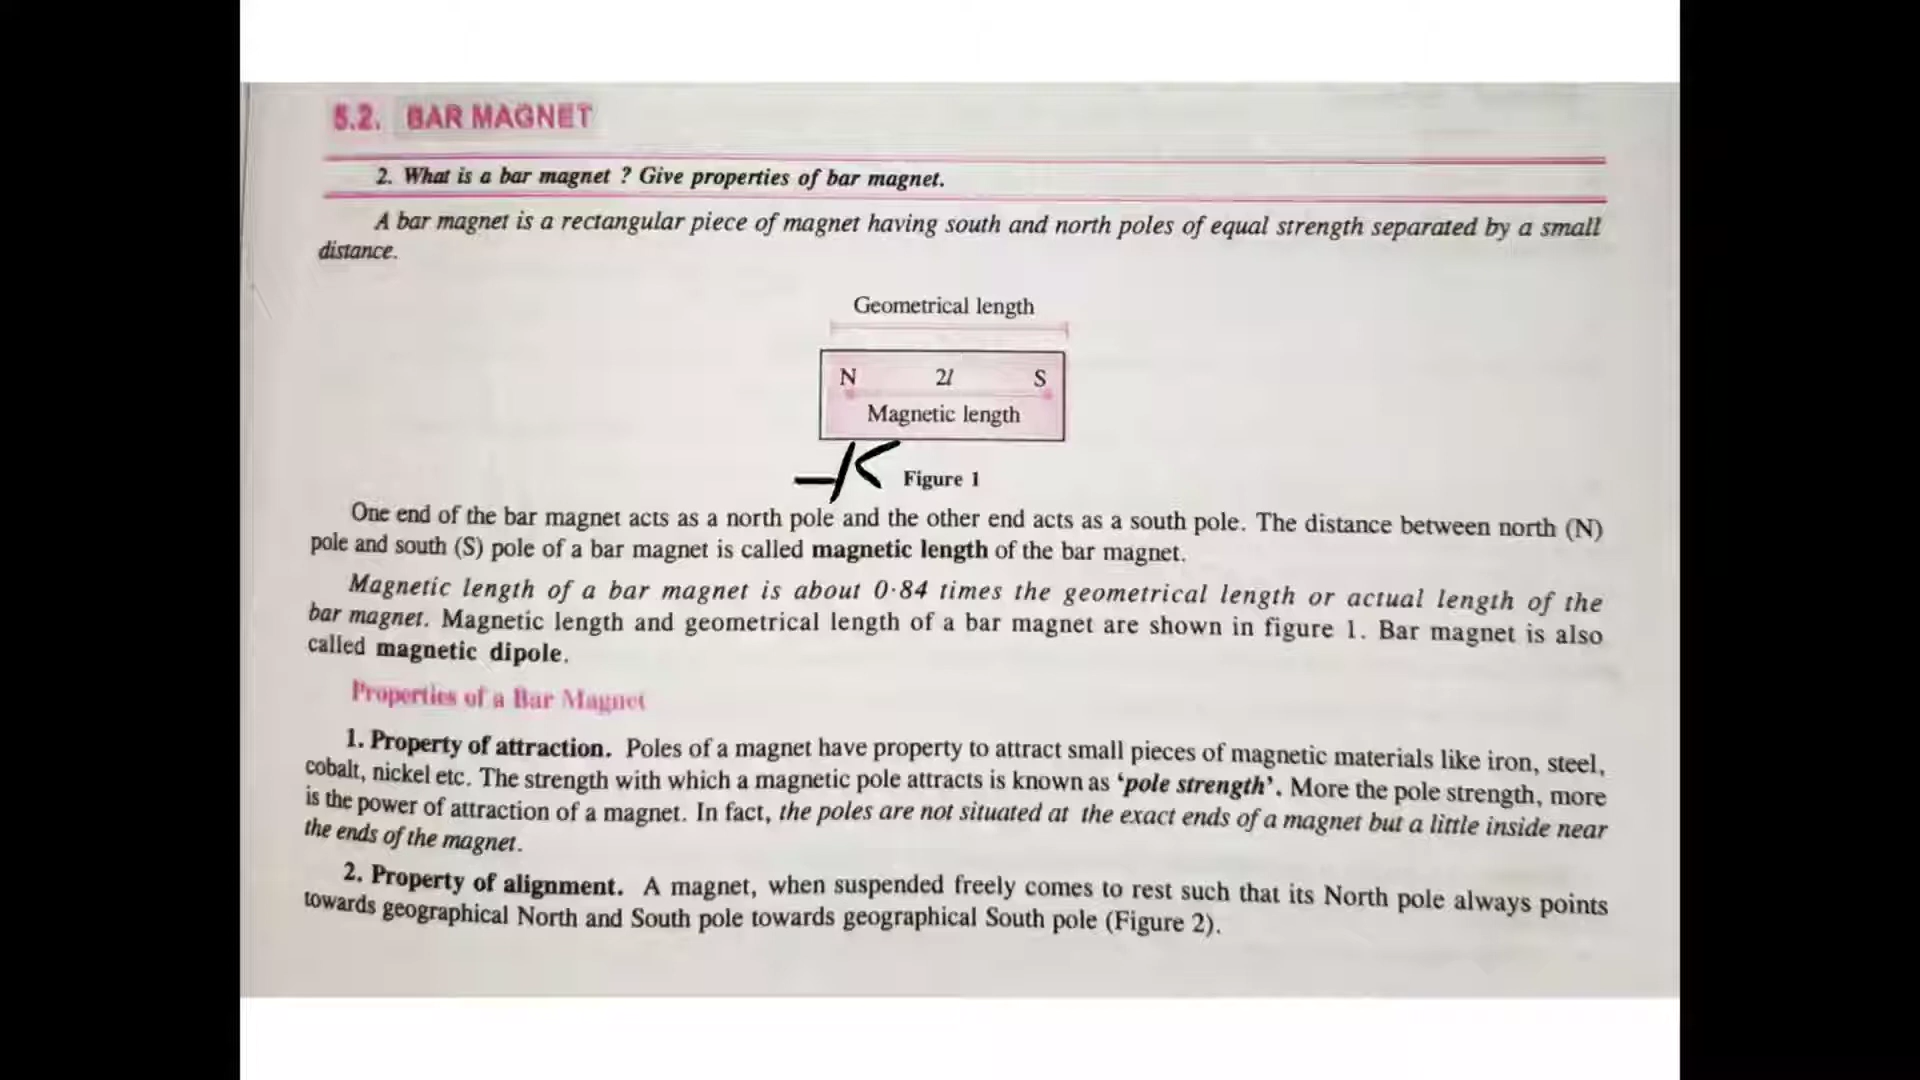 5.2. BAR MAGNET
2. What is a bar magnet ? Give properties of bar magnet.
A bar magnet is a rectangular piece of magnet having south and north poles of equal strength separated by a small
distance.
Geometrical length
N 2l S
Magnetic length
Figure 1
One end of the bar magnet acts as a north pole and the other end acts as a south pole. The distance between north (N)
pole and south (S) pole of a bar magnet is called magnetic length of the bar magnet.
Magnetic length of a bar magnet is about 0·84 times the geometrical length or actual length of the
bar magnet. Magnetic length and geometrical length of a bar magnet are shown in figure 1. Bar magnet is also
called magnetic dipole.
Properties of a Bar Magnet
1. Property of attraction. Poles of a magnet have property to attract small pieces of magnetic materials like iron, steel,
cobalt, nickel etc. The strength with which a magnetic pole attracts is known as ‘pole strength’. More the pole strength, more
is the power of attraction of a magnet. In fact, the poles are not situated at the exact ends of a magnet but a little inside near
the ends of the magnet.
2. Property of alignment. A magnet, when suspended freely comes to rest such that its North pole always points
towards geographical North and South pole towards geographical South pole (Figure 2).